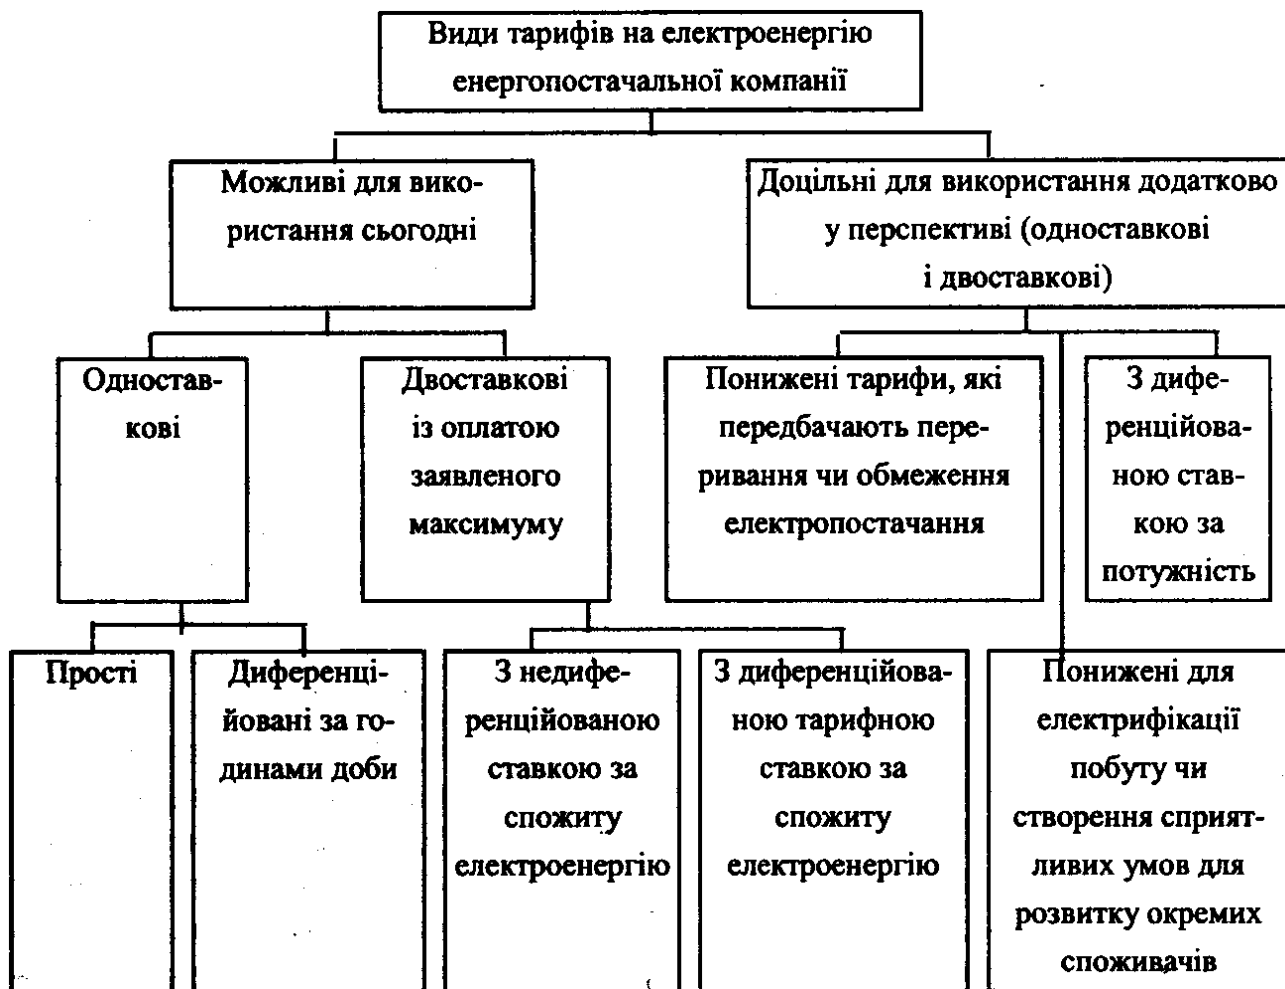 Види тарифів на електроенергію
енергопостачальної компанії
Можливі для вико-
ристання сьогодні
Доцільні для використання додатково
у перспективі (одноставкові
і двоставкові)
Одностав-
кові
Двоставкові
із оплатою
заявленого
максимуму
Понижені тарифи, які
передбачають пере-
ривання чи обмеження
електропостачання
З дифе-
ренційова-
ною став-
кою за
потужність
Прості
Диференці-
йовані за го-
динами доби
З недифе-
ренційованою
ставкою за
спожиту
електроенергію
З диференційова-
ною тарифною
ставкою за
спожиту
електроенергію
Понижені для
електрифікації
побуту чи
створення сприят-
ливих умов для
розвитку окремих
споживачів